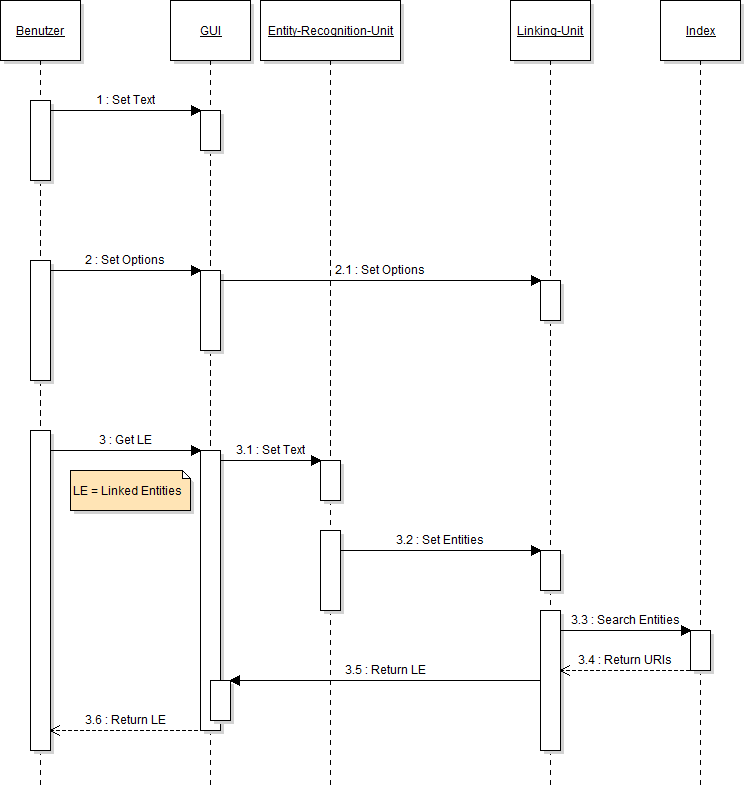 Benutzer
GUI
Entity-Recognition-Unit
Linking-Unit
Index
1 : Set Text
2 : Set Options
2.1 : Set Options
3 : Get LE
3.1 : Set Text
LE = Linked Entities
3.2 : Set Entities
3.3 : Search Entities
3.4 : Return URIs
3.5 : Return LE
3.6 : Return LE